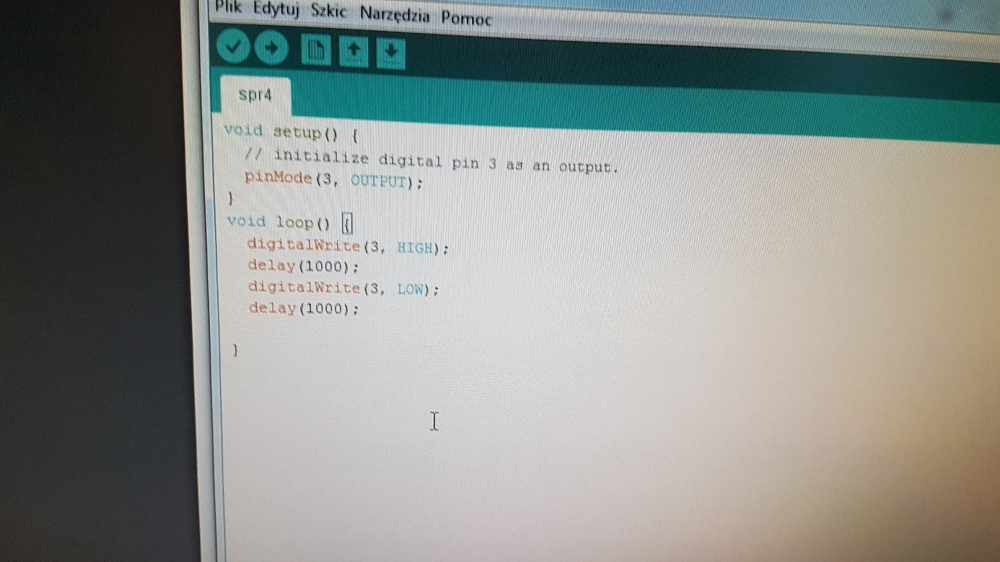 Plik Edytuj Szkic Narzędzia Pomoc
spr4
void setup() {
// initialize digital pin 3 as an output.
pinMode(3, OUTPUT);
}
void loop() {
digitalWrite(3, HIGH);
delay(1000);
digitalWrite(3, LOW);
delay(1000);
}